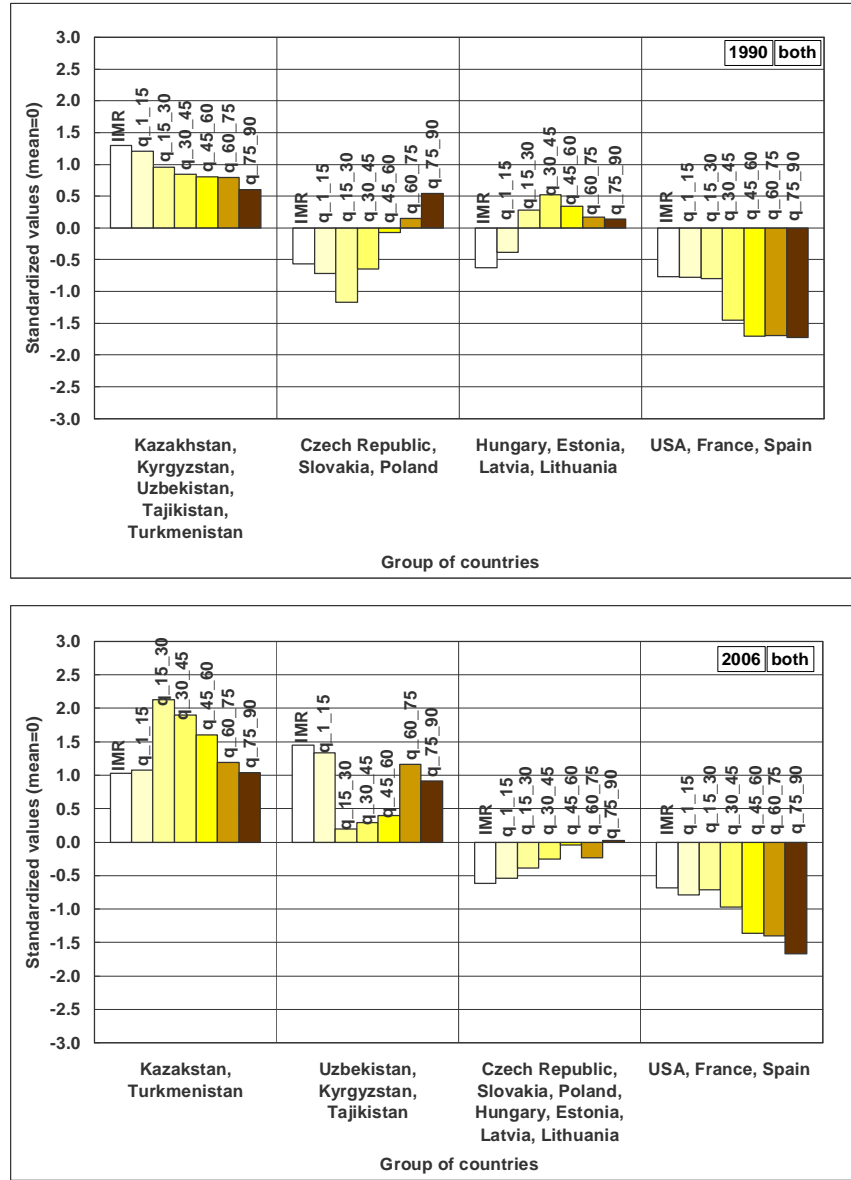 1990 both
Standardized values (mean=0)
3.0
2.5
2.0
1.5
1.0
0.5
0.0
-0.5
-1.0
-1.5
-2.0
-2.5
-3.0
IMR q_1_15 q_15_30 q_30_45 q_45_60 q_60_75 q_75_90
IMR q_1_15 q_15_30 q_30_45 q_45_60 q_60_75 q_75_90
IMR q_1_15 q_15_30 q_30_45 q_45_60 q_60_75 q_75_90
IMR q_1_15 q_15_30 q_30_45 q_45_60 q_60_75 q_75_90
Kazakhstan,
Kyrgyzstan,
Uzbekistan,
Tajikistan,
Turkmenistan
Czech Republic,
Slovakia, Poland
Hungary, Estonia,
Latvia, Lithuania
USA, France, Spain
Group of countries
2006 both
Standardized values (mean=0)
3.0
2.5
2.0
1.5
1.0
0.5
0.0
-0.5
-1.0
-1.5
-2.0
-2.5
-3.0
IMR q_1_15 q_15_30 q_30_45 q_45_60 q_60_75 q_75_90
IMR q_1_15 q_15_30 q_30_45 q_45_60 q_60_75 q_75_90
IMR q_1_15 q_15_30 q_30_45 q_45_60 q_60_75 q_75_90
IMR q_1_15 q_15_30 q_30_45 q_45_60 q_60_75 q_75_90
Kazakstan,
Turkmenistan
Uzbekistan,
Kyrgyzstan,
Tajikistan
Czech Republic,
Slovakia, Poland,
Hungary, Estonia,
Latvia, Lithuania
USA, France, Spain
Group of countries